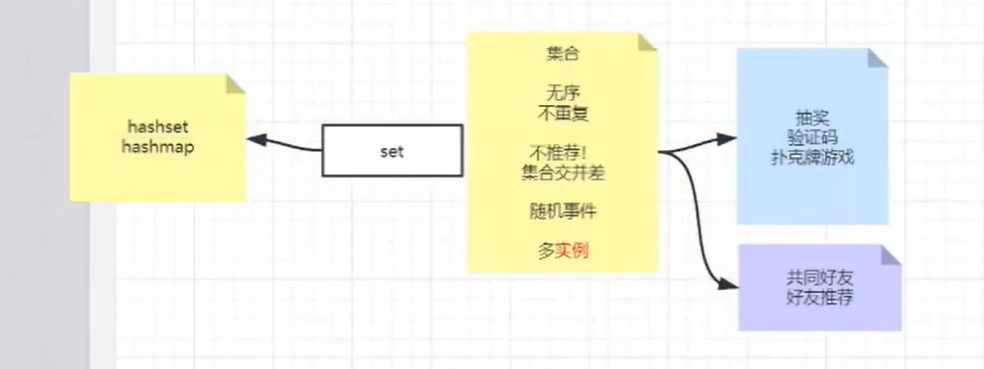 hashset
hashmap
set
集合
无序
不重复
不推荐!
集合交并差
随机事件
多实例
抽奖
验证码
扑克牌游戏
共同好友
好友推荐